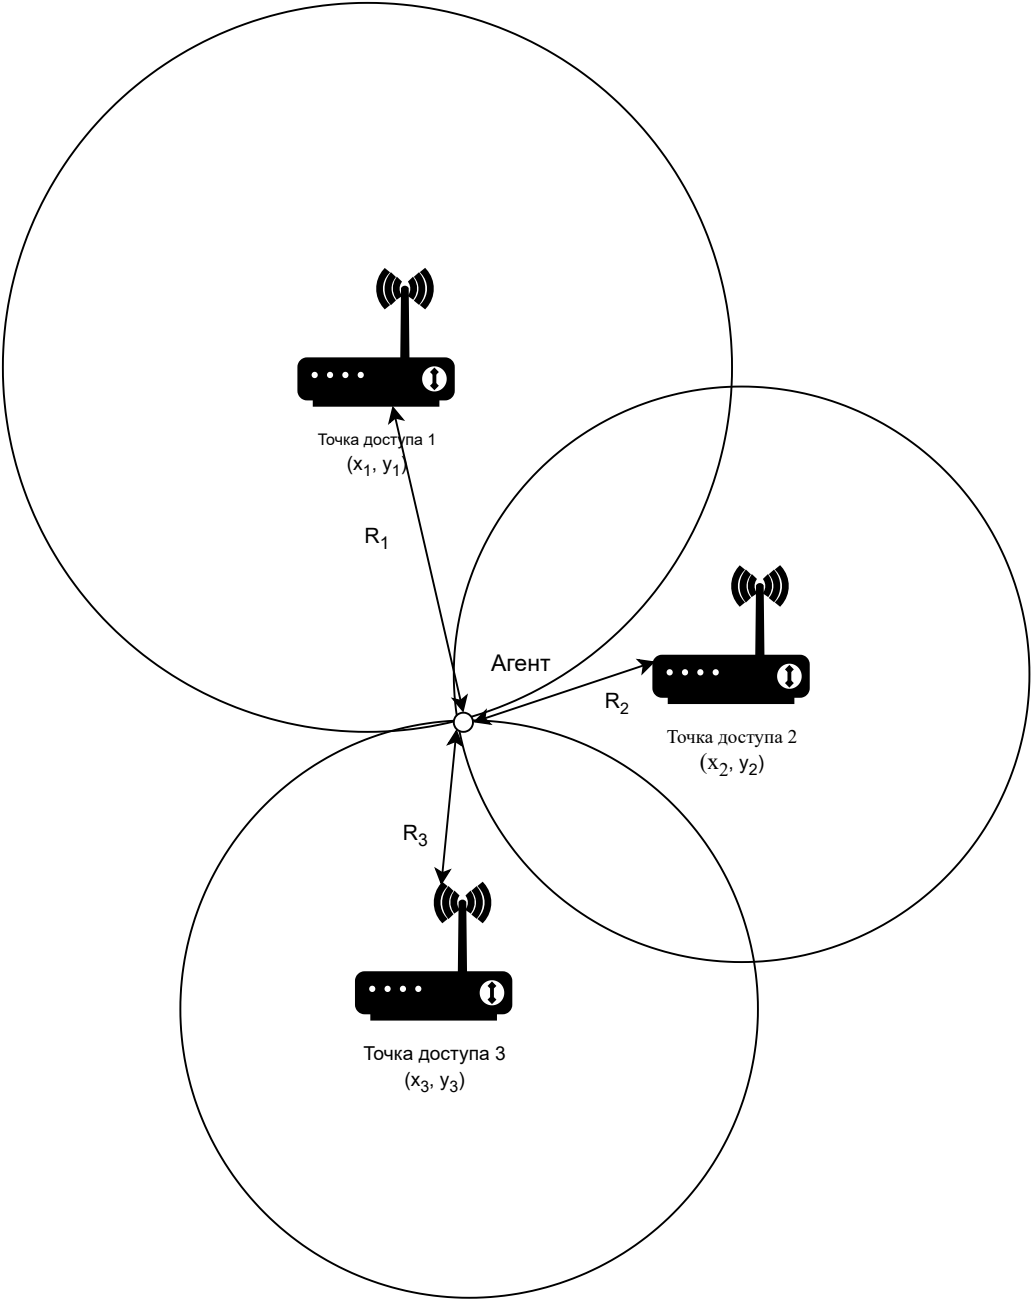 Точка доступа 1
(x₁, y₁)
R₁
Агент
R₂
Точка доступа 2
(x₂, y₂)
R₃
Точка доступа 3
(x₃, y₃)